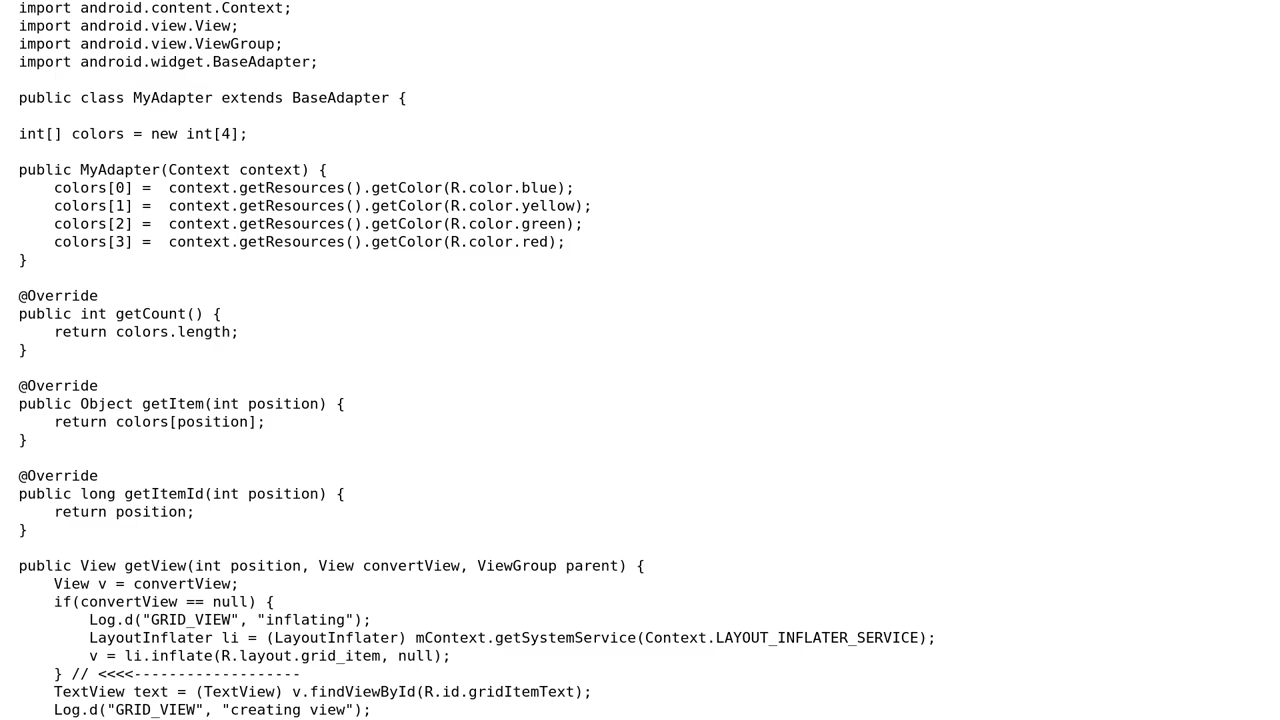 import android.content.Context;
import android.view.View;
import android.view.ViewGroup;
import android.widget.BaseAdapter;

public class MyAdapter extends BaseAdapter {

int[] colors = new int[4];

public MyAdapter(Context context) {
    colors[0] =  context.getResources().getColor(R.color.blue);
    colors[1] =  context.getResources().getColor(R.color.yellow);
    colors[2] =  context.getResources().getColor(R.color.green);
    colors[3] =  context.getResources().getColor(R.color.red);
}

@Override
public int getCount() {
    return colors.length;
}

@Override
public Object getItem(int position) {
    return colors[position];
}

@Override
public long getItemId(int position) {
    return position;
}

public View getView(int position, View convertView, ViewGroup parent) {
    View v = convertView;
    if(convertView == null) {
        Log.d("GRID_VIEW", "inflating");
        LayoutInflater li = (LayoutInflater) mContext.getSystemService(Context.LAYOUT_INFLATER_SERVICE);
        v = li.inflate(R.layout.grid_item, null);
    } // <<<<-------------------
    TextView text = (TextView) v.findViewById(R.id.gridItemText);
    Log.d("GRID_VIEW", "creating view");